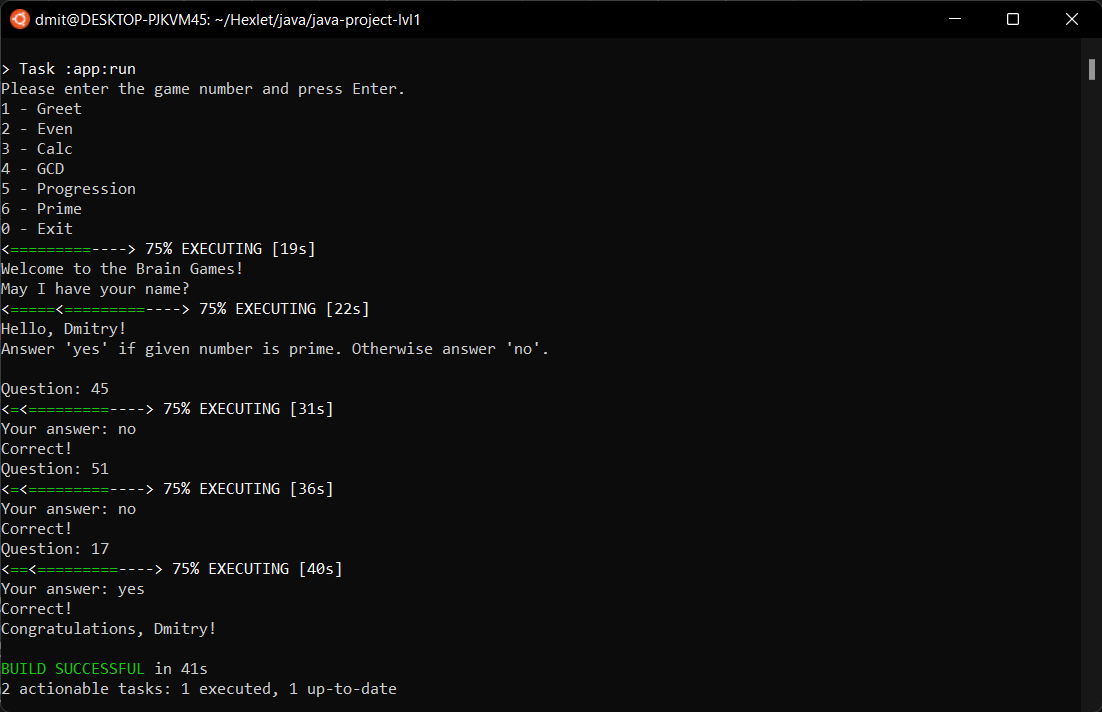 dmit@DESKTOP-PJKVM45: ~/Hexlet/java/java-project-lvl1
> Task :app:run
Please enter the game number and press Enter.
1 - Greet
2 - Even
3 - Calc
4 - GCD
5 - Progression
6 - Prime
0 - Exit
<=========----> 75% EXECUTING [19s]
Welcome to the Brain Games!
May I have your name?
<=====<=========----> 75% EXECUTING [22s]
Hello, Dmitry!
Answer 'yes' if given number is prime. Otherwise answer 'no'.
Question: 45
<=<=========----> 75% EXECUTING [31s]
Your answer: no
Correct!
Question: 51
<=<=========----> 75% EXECUTING [36s]
Your answer: no
Correct!
Question: 17
<==<=========----> 75% EXECUTING [40s]
Your answer: yes
Correct!
Congratulations, Dmitry!
BUILD SUCCESSFUL in 41s
2 actionable tasks: 1 executed, 1 up-to-date